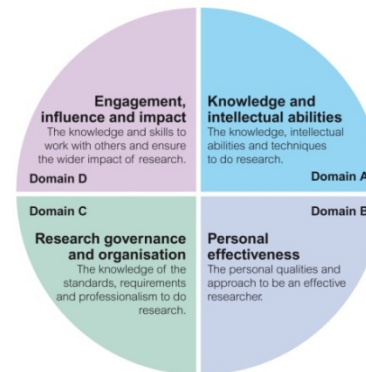 Engagement,
influence and impact
The knowledge and skills to
work with others and ensure
the wider impact of research.
Domain D
Knowledge and
intellectual abilities
The knowledge, intellectual
abilities and techniques
to do research.
Domain A
Domain C
Research governance
and organisation
The knowledge of the
standards, requirements
and professionalism to do
research.
Domain B
Personal
effectiveness
The personal qualities and
approach to be an effective
researcher.